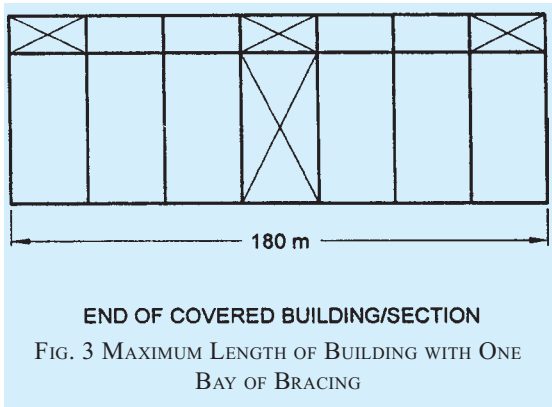 180 m
END OF COVERED BUILDING/SECTION
FIG. 3 MAXIMUM LENGTH OF BUILDING WITH ONE
BAY OF BRACING